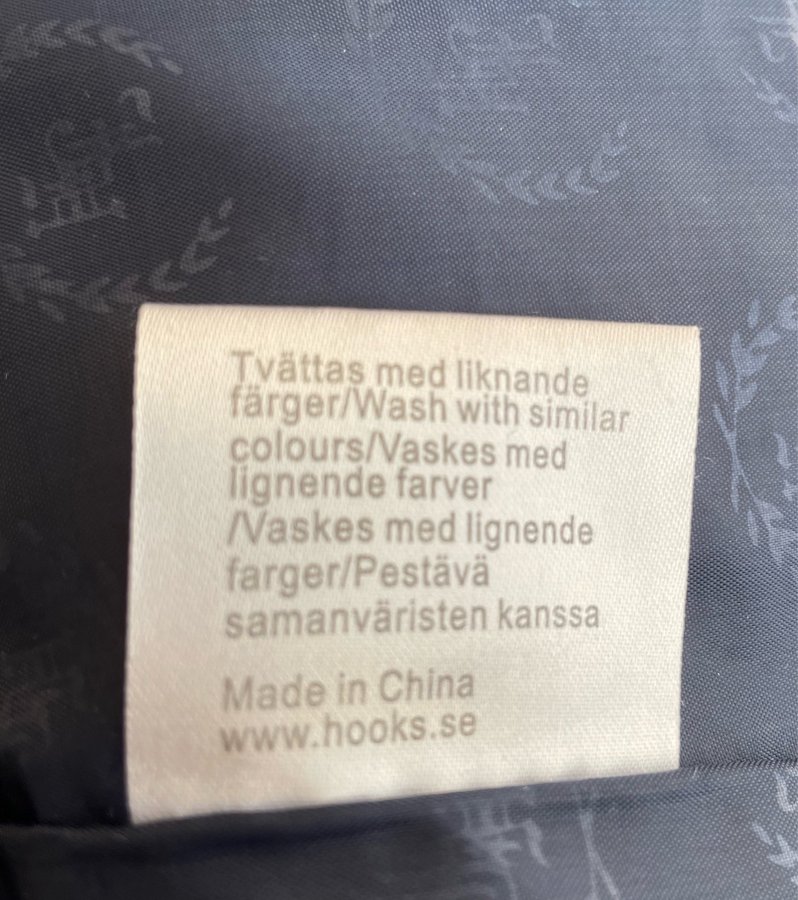 Tvättas med liknande
färger/Wash with similar
colours/Vaskes med
lignende farver
/Vaskes med lignende
farger/Pestävä
samanväristen kanssa
Made in China
www.hooks.se